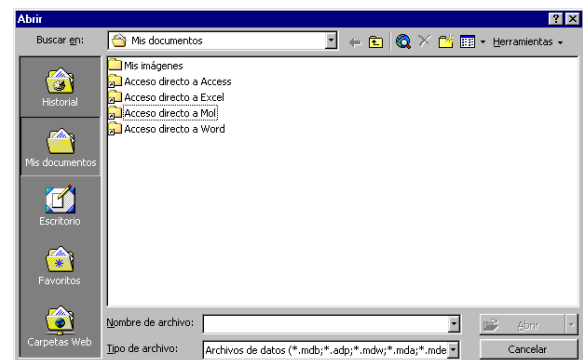 Abrir
Buscar en: Mis documentos Herramientas
Historial
Mis documentos
Escritorio
Favoritos
Carpetas Web
Mis imágenes
Acceso directo a Access
Acceso directo a Excel
Acceso directo a Mol
Acceso directo a Word
Nombre de archivo: Abrir
Tipo de archivo: Archivos de datos (*.mdb;*.adp;*.mdw;*.mda;*.mde Cancelar